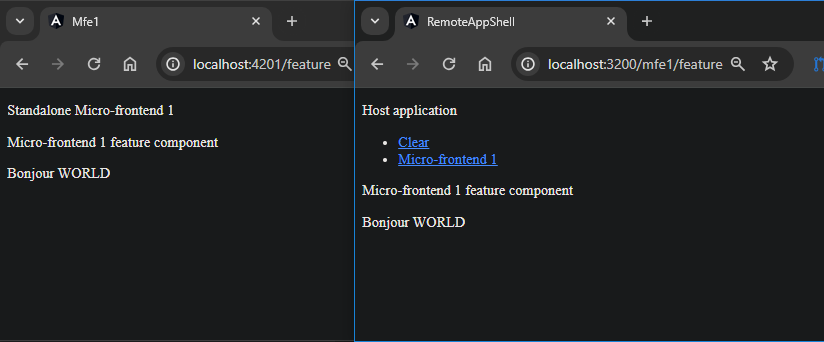 Mfe1
localhost:4201/feature
Standalone Micro-frontend 1
Micro-frontend 1 feature component
Bonjour WORLD
RemoteAppShell
localhost:3200/mfe1/feature
Host application
Clear
Micro-frontend 1
Micro-frontend 1 feature component
Bonjour WORLD